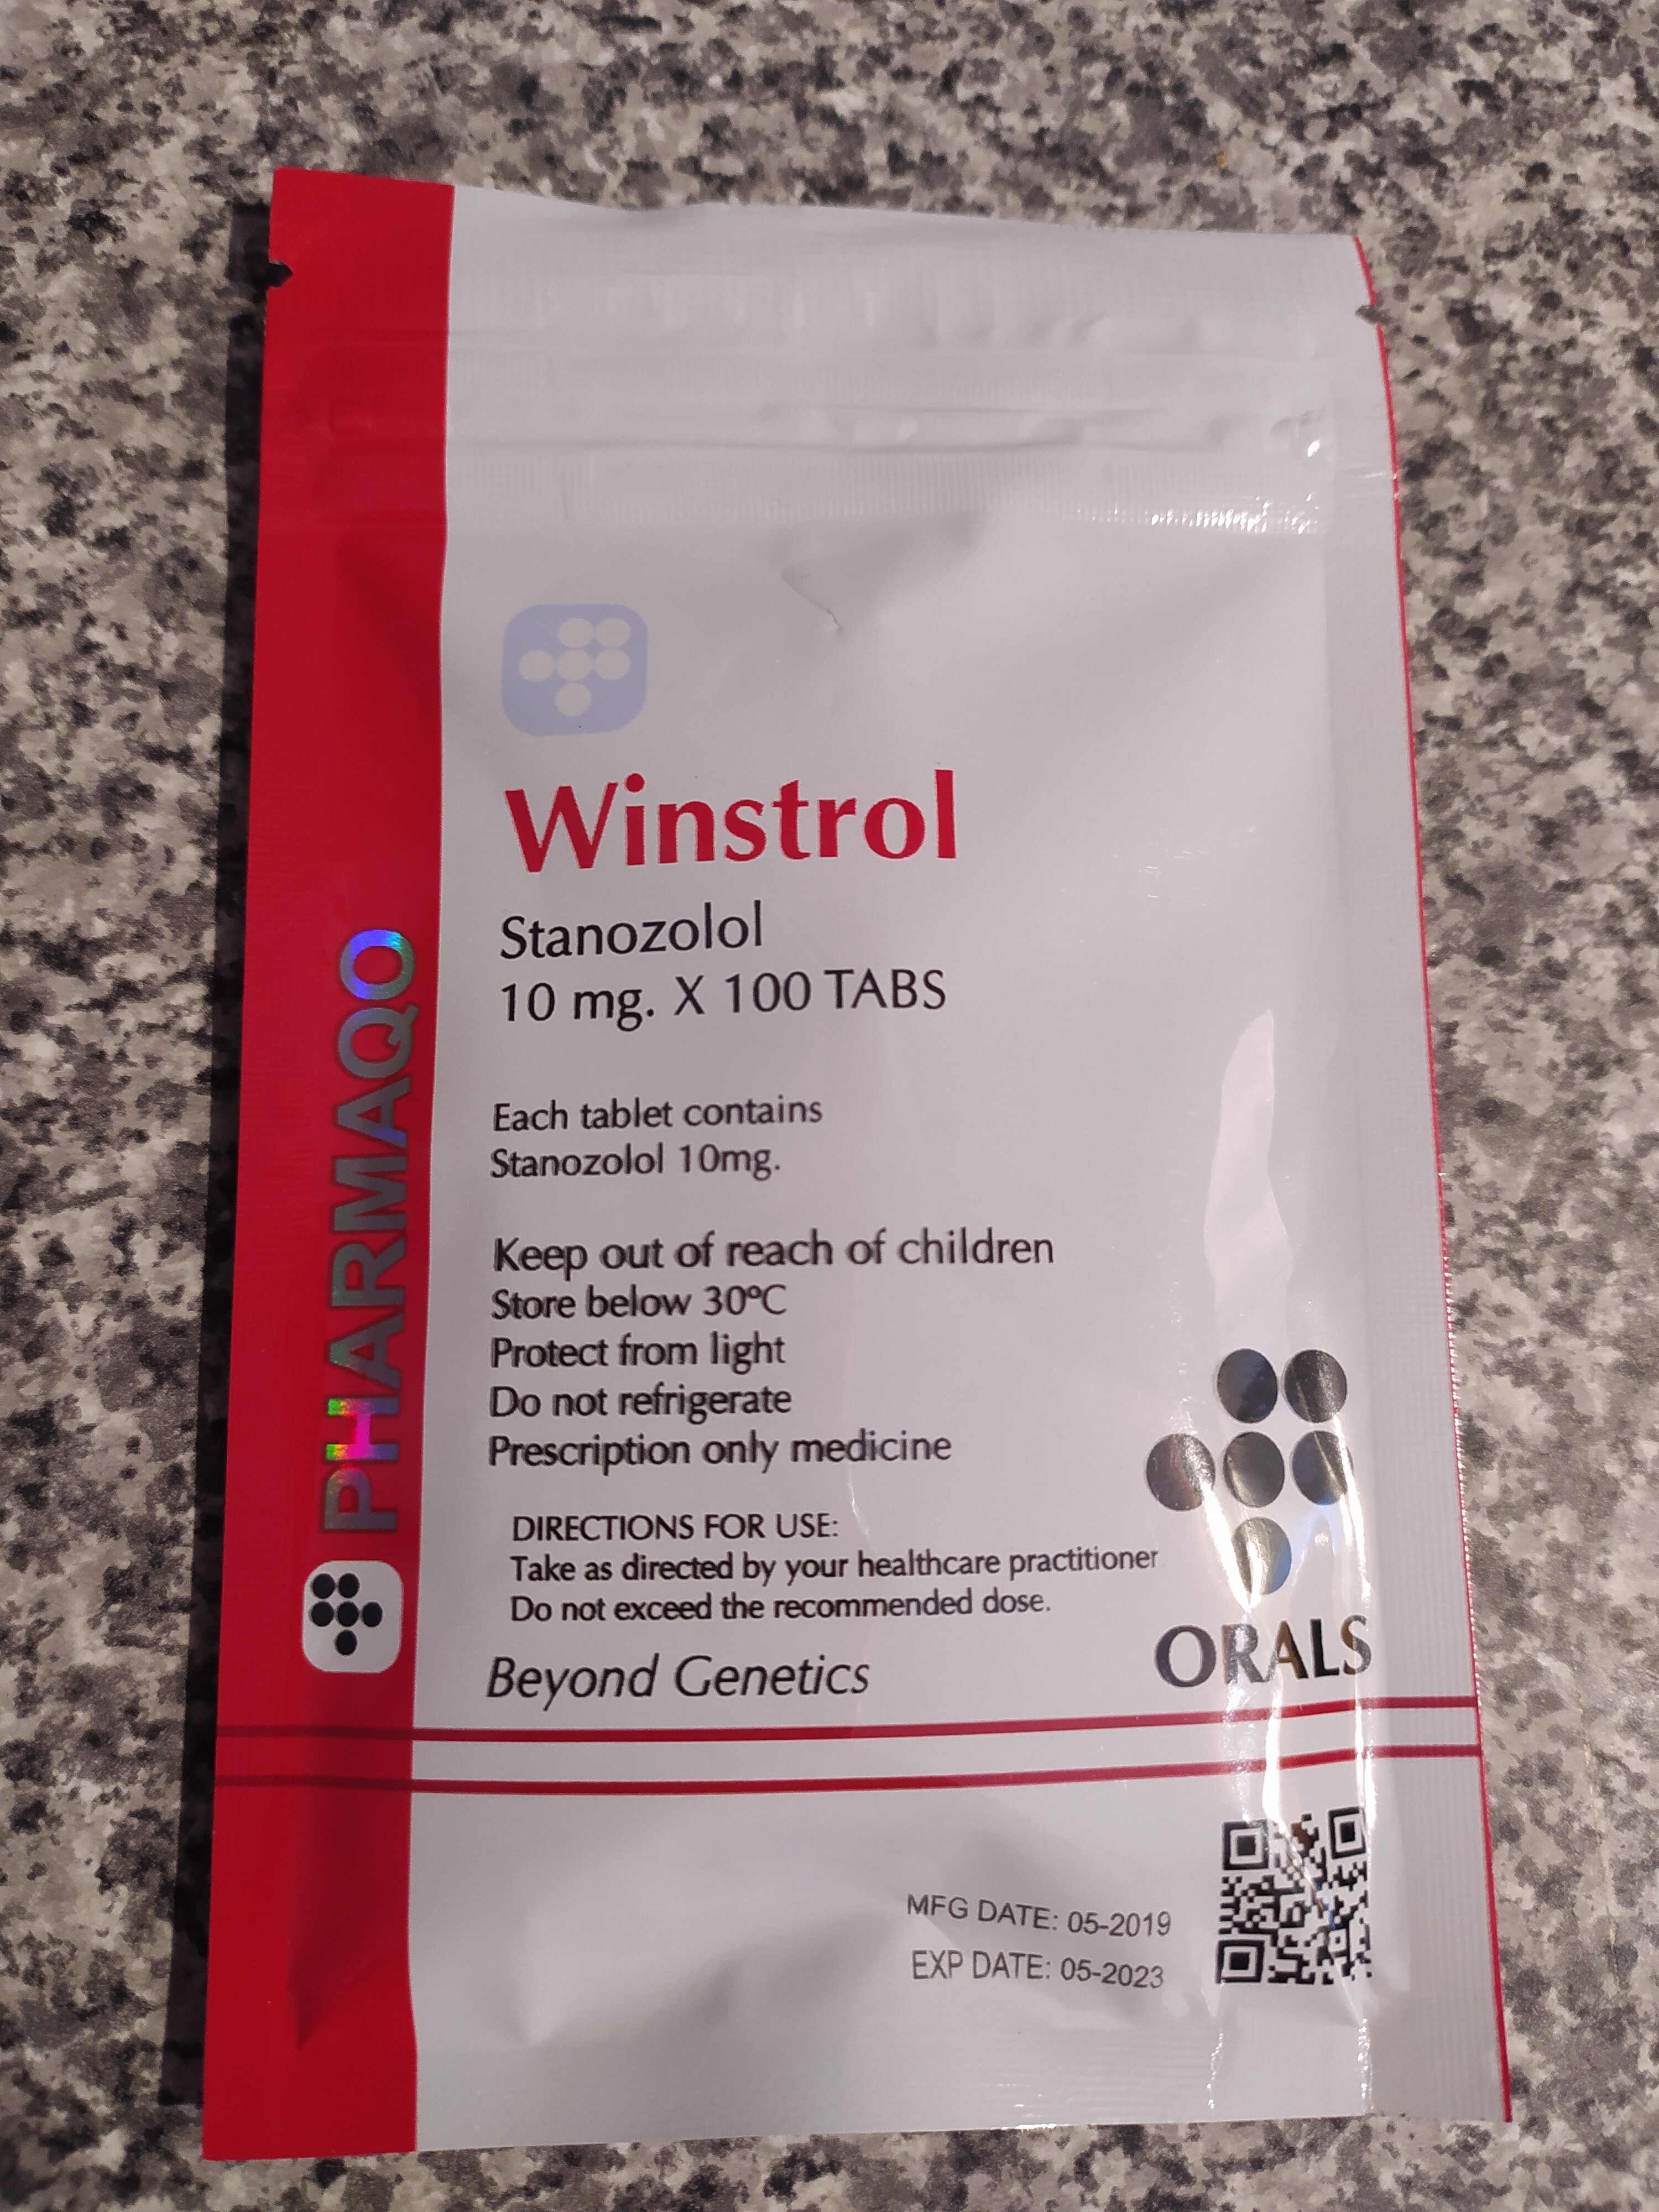 PHARMAQO
Winstrol
Stanozolol
10 mg. X 100 TABS
Each tablet contains
Stanozolol 10mg.
Keep out of reach of children
Store below 30ºC
Protect from light
Do not refrigerate
Prescription only medicine
DIRECTIONS FOR USE:
Take as directed by your healthcare practitioner
Do not exceed the recommended dose.
Beyond Genetics
ORALS
MFG DATE: 05-2019
EXP DATE: 05-2023